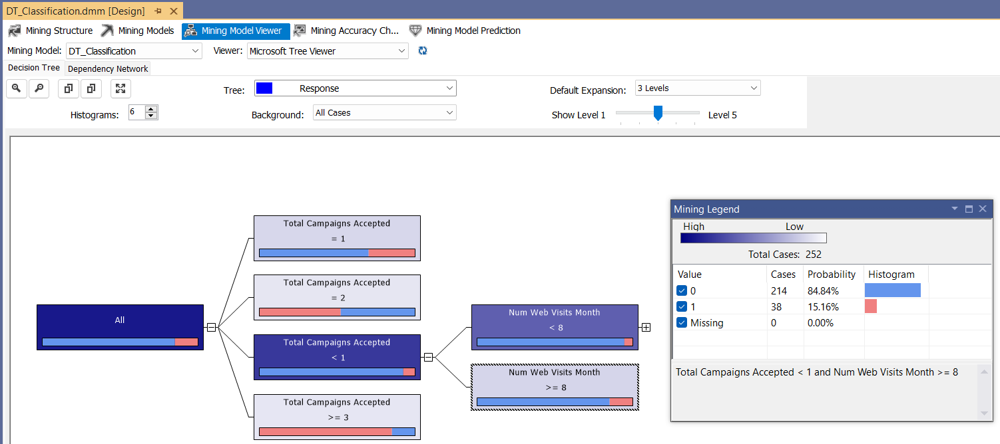 DT_Classification.dmm [Design]
Mining Structure Mining Models Mining Model Viewer Mining Accuracy Ch... Mining Model Prediction
Mining Model: DT_Classification Viewer: Microsoft Tree Viewer
Decision Tree Dependency Network
Tree: Response Default Expansion: 3 Levels
Histograms: 6 Background: All Cases Show Level 1 Level 5
Total Campaigns Accepted
= 1
Total Campaigns Accepted
= 2
All
Total Campaigns Accepted
< 1
Total Campaigns Accepted
>= 3
Num Web Visits Month
< 8
Num Web Visits Month
>= 8
Mining Legend
High Low
Total Cases: 252
Value Cases Probability Histogram
0 214 84.84%
1 38 15.16%
Missing 0 0.00%
Total Campaigns Accepted < 1 and Num Web Visits Month >= 8